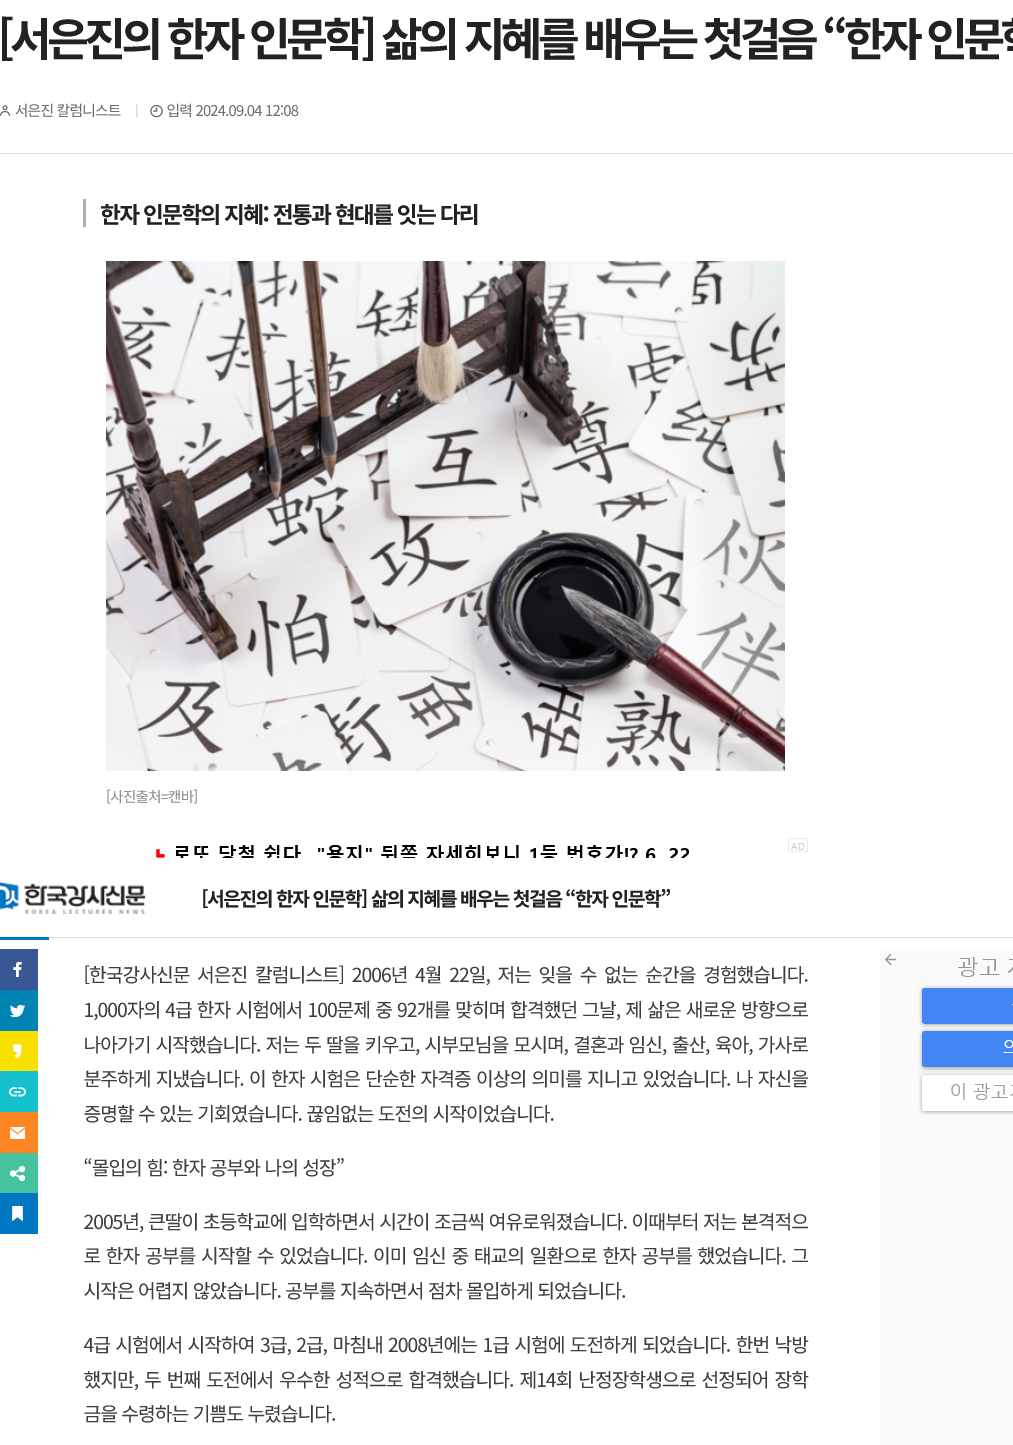 [서은진의 한자 인문학] 삶의 지혜를 배우는 첫걸음 “한자 인문학
서은진 칼럼니스트 | 입력 2024.09.04 12:08
한자 인문학의 지혜: 전통과 현대를 잇는 다리
互
尊
蛇
攻
伙
怕
伴
及
熟
[사진출처=캔바]
로또 당첨 쉽다, "용지" 뒤쪽 자세히보니 1등 번호가!? 6, 22
AD
한국강사신문
KOREA LECTURER NEWS
[서은진의 한자 인문학] 삶의 지혜를 배우는 첫걸음 “한자 인문학”
[한국강사신문 서은진 칼럼니스트] 2006년 4월 22일, 저는 잊을 수 없는 순간을 경험했습니다.
1,000자의 4급 한자 시험에서 100문제 중 92개를 맞히며 합격했던 그날, 제 삶은 새로운 방향으로
나아가기 시작했습니다. 저는 두 딸을 키우고, 시부모님을 모시며, 결혼과 임신, 출산, 육아, 가사로
분주하게 지냈습니다. 이 한자 시험은 단순한 자격증 이상의 의미를 지니고 있었습니다. 나 자신을
증명할 수 있는 기회였습니다. 끊임없는 도전의 시작이었습니다.
“몰입의 힘: 한자 공부와 나의 성장”
2005년, 큰딸이 초등학교에 입학하면서 시간이 조금씩 여유로워졌습니다. 이때부터 저는 본격적으
로 한자 공부를 시작할 수 있었습니다. 이미 임신 중 태교의 일환으로 한자 공부를 했었습니다. 그
시작은 어렵지 않았습니다. 공부를 지속하면서 점차 몰입하게 되었습니다.
4급 시험에서 시작하여 3급, 2급, 마침내 2008년에는 1급 시험에 도전하게 되었습니다. 한번 낙방
했지만, 두 번째 도전에서 우수한 성적으로 합격했습니다. 제14회 난정장학생으로 선정되어 장학
금을 수령하는 기쁨도 누렸습니다.
광고
이 광고